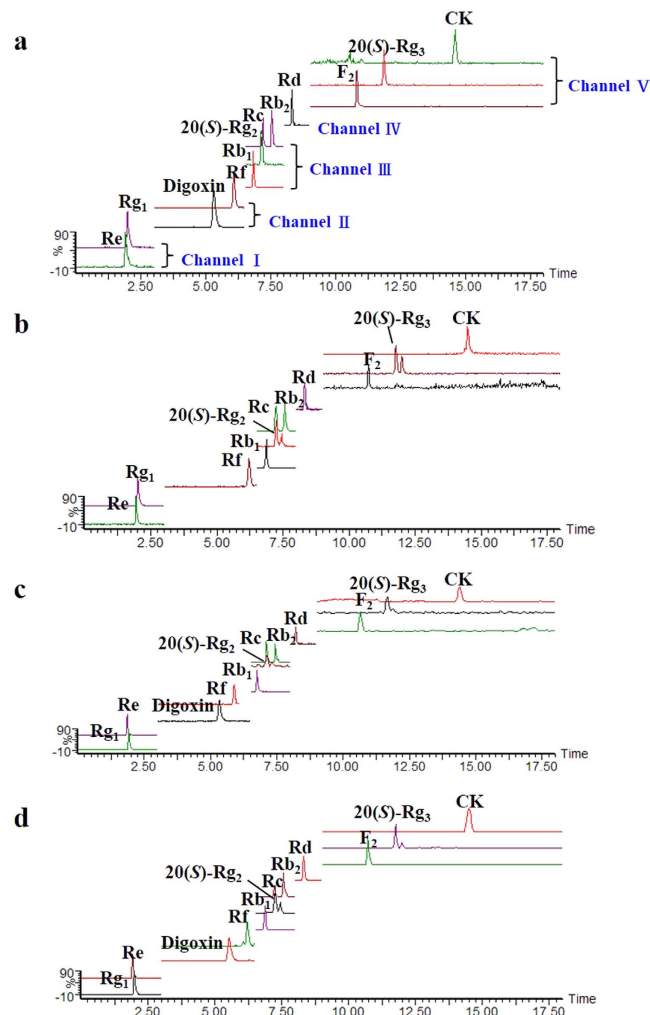 a
CK
20(S)-Rg3
F2
Channel V
Rd
Rb2
Rc
Channel IV
20(S)-Rg2
Rb1
Channel III
Rf
Digoxin
Channel II
Rg1
Re
Channel I
90
%
-10
2.50 5.00 7.50 10.00 12.50 15.00 17.50
Time
b
20(S)-Rg3
CK
F2
Rd
Rb2
Rc
20(S)-Rg2
Rb1
Rf
Rg1
Re
90
%
-10
2.50 5.00 7.50 10.00 12.50 15.00 17.50
Time
c
20(S)-Rg3
CK
F2
Rd
Rb2
Rc
20(S)-Rg2
Rb1
Rf
Digoxin
Re
Rg1
90
%
-10
2.50 5.00 7.50 10.00 12.50 15.00 17.50
Time
d
20(S)-Rg3
CK
F2
Rd
Rb2
Rc
20(S)-Rg2
Rb1
Rf
Digoxin
Re
Rg1
90
%
-10
2.50 5.00 7.50 10.00 12.50 15.00 17.50
Time